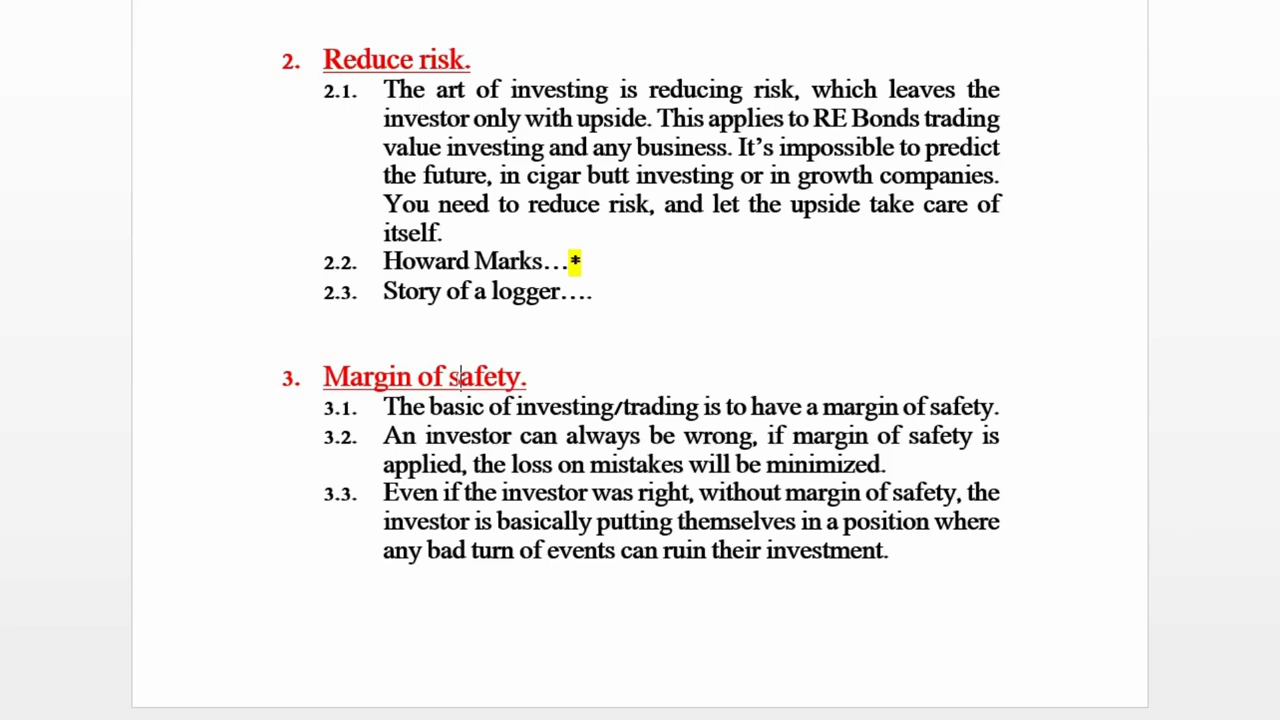 2. Reduce risk.
2.1. The art of investing is reducing risk, which leaves the
investor only with upside. This applies to RE Bonds trading
value investing and any business. It’s impossible to predict
the future, in cigar butt investing or in growth companies.
You need to reduce risk, and let the upside take care of
itself.
2.2. Howard Marks…*
2.3. Story of a logger….
3. Margin of safety.
3.1. The basic of investing/trading is to have a margin of safety.
3.2. An investor can always be wrong, if margin of safety is
applied, the loss on mistakes will be minimized.
3.3. Even if the investor was right, without margin of safety, the
investor is basically putting themselves in a position where
any bad turn of events can ruin their investment.